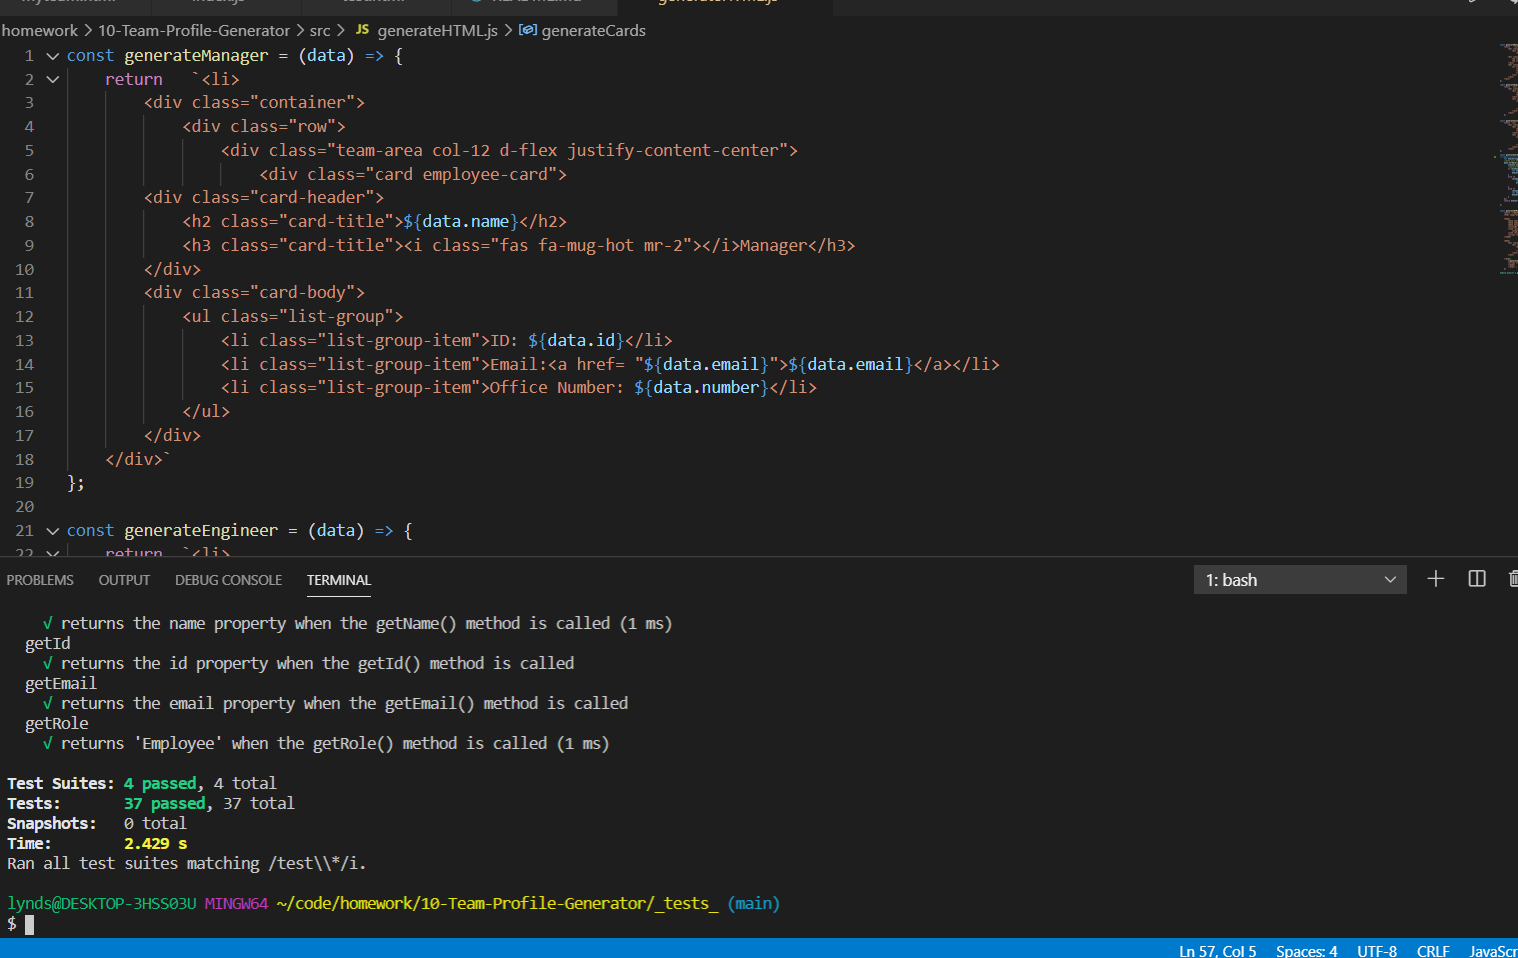 homework > 10-Team-Profile-Generator > src > JS generateHTML.js > generateCards
1 const generateManager = (data) => {
2 return `<li>
3 <div class="container">
4 <div class="row">
5 <div class="team-area col-12 d-flex justify-content-center">
6 <div class="card employee-card">
7 <div class="card-header">
8 <h2 class="card-title">${data.name}</h2>
9 <h3 class="card-title"><i class="fas fa-mug-hot mr-2"></i>Manager</h3>
10 </div>
11 <div class="card-body">
12 <ul class="list-group">
13 <li class="list-group-item">ID: ${data.id}</li>
14 <li class="list-group-item">Email:<a href= "${data.email}">${data.email}</a></li>
15 <li class="list-group-item">Office Number: ${data.number}</li>
16 </ul>
17 </div>
18 </div>`
19 };
20
21 const generateEngineer = (data) => {
22 return `<li>
PROBLEMS OUTPUT DEBUG CONSOLE TERMINAL 1: bash
√ returns the name property when the getName() method is called (1 ms)
getId
√ returns the id property when the getId() method is called
getEmail
√ returns the email property when the getEmail() method is called
getRole
√ returns 'Employee' when the getRole() method is called (1 ms)
Test Suites: 4 passed, 4 total
Tests: 37 passed, 37 total
Snapshots: 0 total
Time: 2.429 s
Ran all test suites matching /test\\*/i.
lynds@DESKTOP-3HSS03U MINGW64 ~/code/homework/10-Team-Profile-Generator/_tests_ (main)
$
Ln 57, Col 5 Spaces: 4 UTF-8 CRLF JavaScr